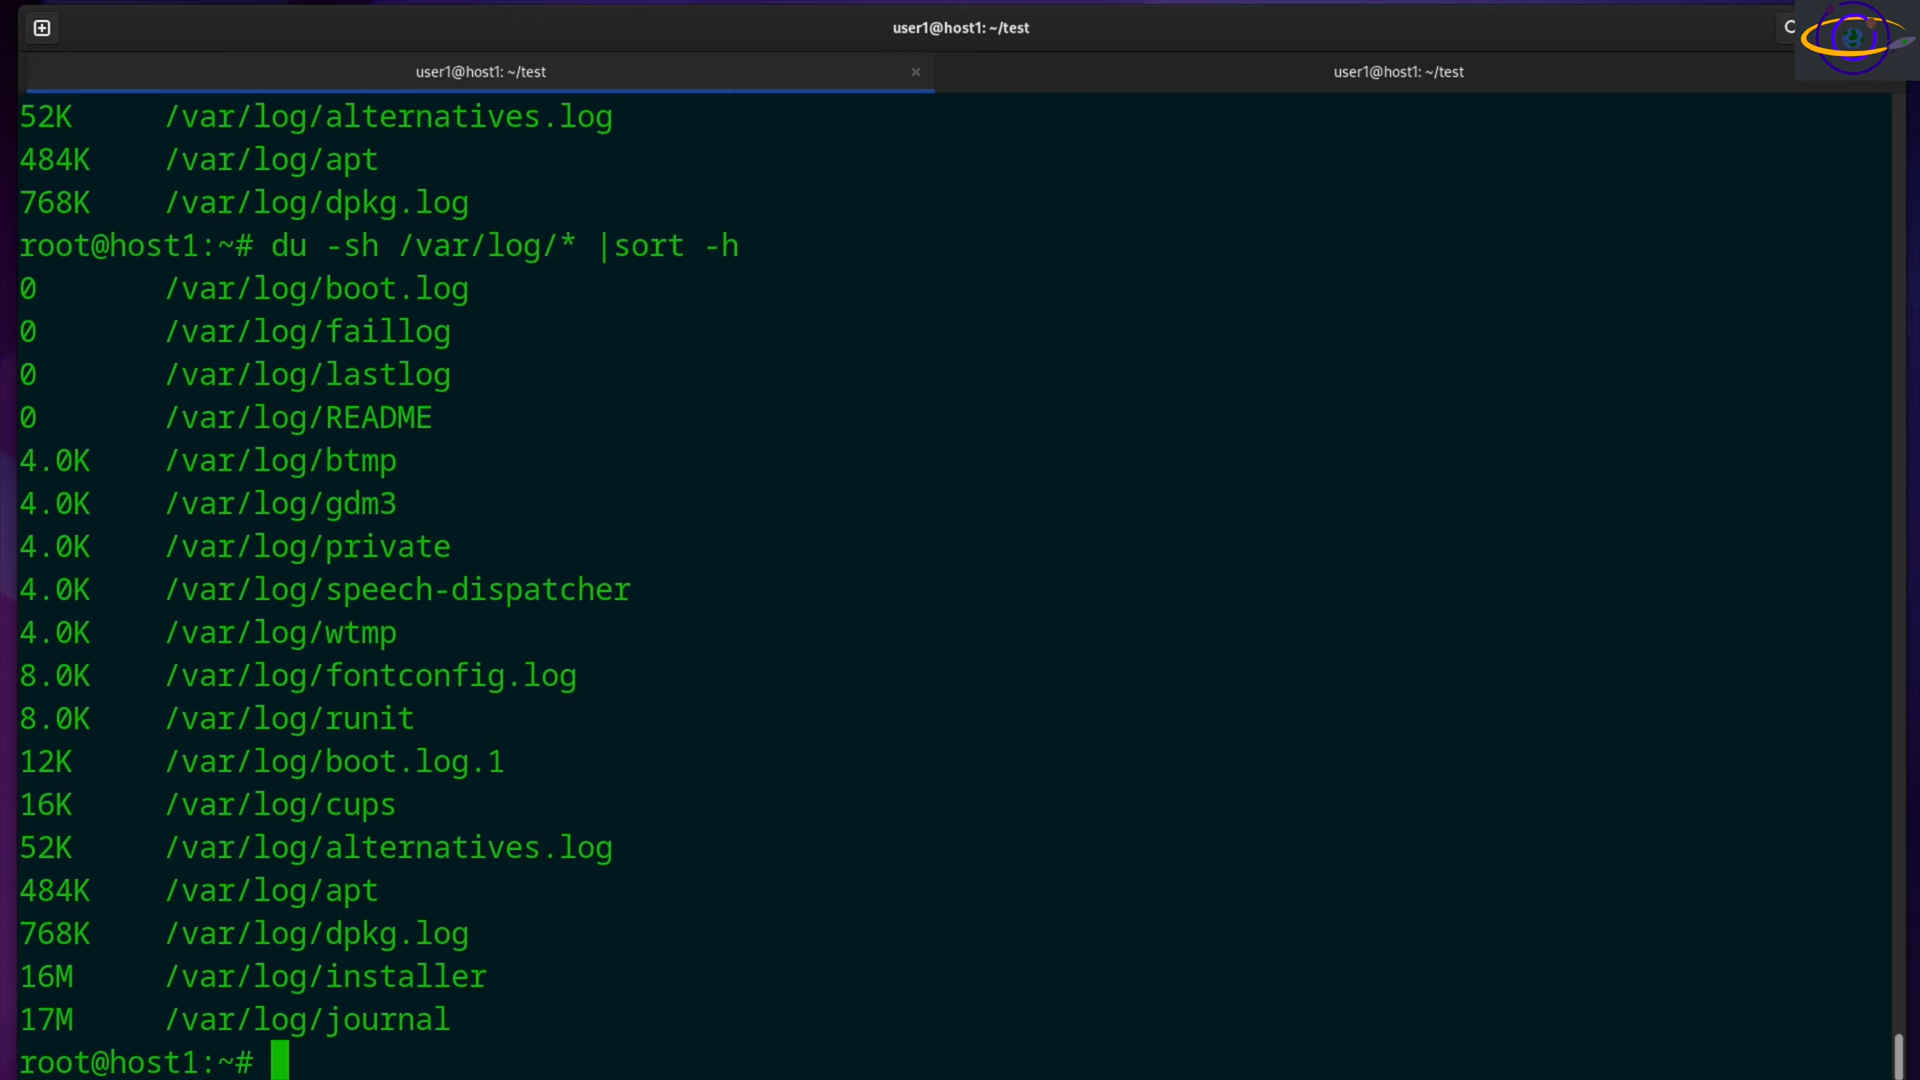 user1@host1: ~/test
user1@host1: ~/test × user1@host1: ~/test
52K /var/log/alternatives.log
484K /var/log/apt
768K /var/log/dpkg.log
root@host1:~# du -sh /var/log/* |sort -h
0 /var/log/boot.log
0 /var/log/faillog
0 /var/log/lastlog
0 /var/log/README
4.0K /var/log/btmp
4.0K /var/log/gdm3
4.0K /var/log/private
4.0K /var/log/speech-dispatcher
4.0K /var/log/wtmp
8.0K /var/log/fontconfig.log
8.0K /var/log/runit
12K /var/log/boot.log.1
16K /var/log/cups
52K /var/log/alternatives.log
484K /var/log/apt
768K /var/log/dpkg.log
16M /var/log/installer
17M /var/log/journal
root@host1:~#